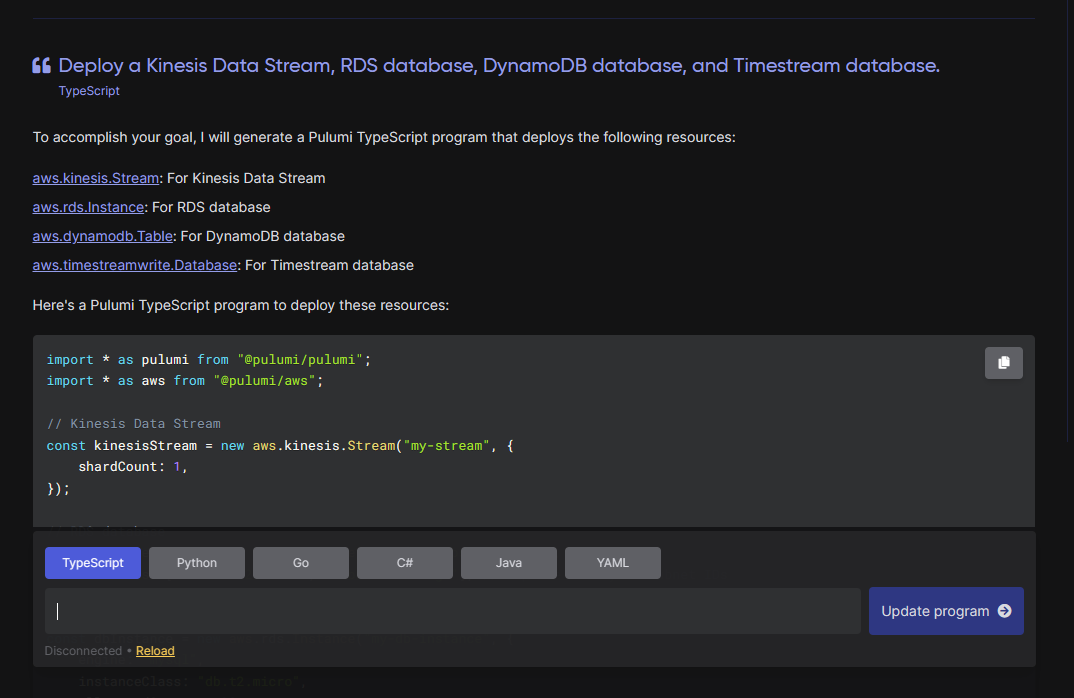 Deploy a Kinesis Data Stream, RDS database, DynamoDB database, and Timestream database.
TypeScript
To accomplish your goal, I will generate a Pulumi TypeScript program that deploys the following resources:
aws.kinesis.Stream: For Kinesis Data Stream
aws.rds.Instance: For RDS database
aws.dynamodb.Table: For DynamoDB database
aws.timestreamwrite.Database: For Timestream database
Here's a Pulumi TypeScript program to deploy these resources:
import * as pulumi from "@pulumi/pulumi";
import * as aws from "@pulumi/aws";
// Kinesis Data Stream
const kinesisStream = new aws.kinesis.Stream("my-stream", {
    shardCount: 1,
});
TypeScript Python Go C# Java YAML
Update program
Disconnected • Reload
instanceClass: "db.t2.micro",